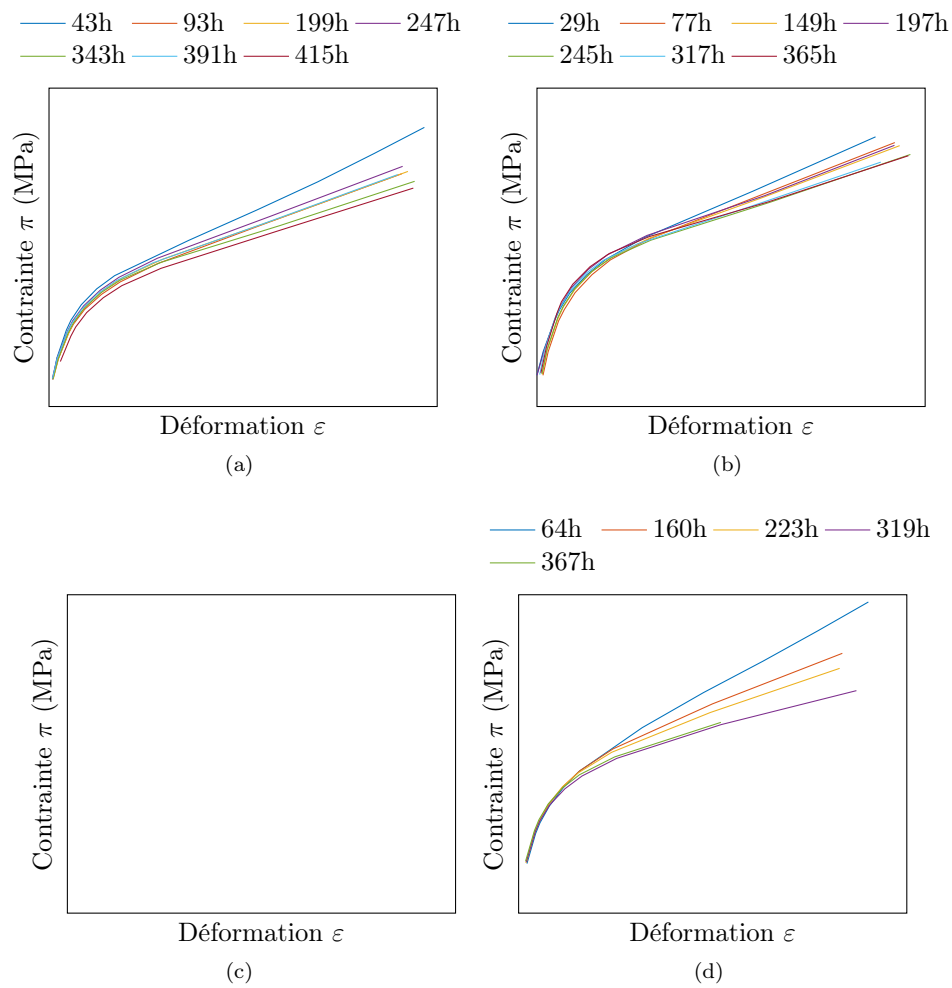 43h 93h 199h 247h
343h 391h 415h
Contrainte π (MPa)
Déformation ε
(a)
29h 77h 149h 197h
245h 317h 365h
Contrainte π (MPa)
Déformation ε
(b)
Contrainte π (MPa)
Déformation ε
(c)
64h 160h 223h 319h
367h
Contrainte π (MPa)
Déformation ε
(d)